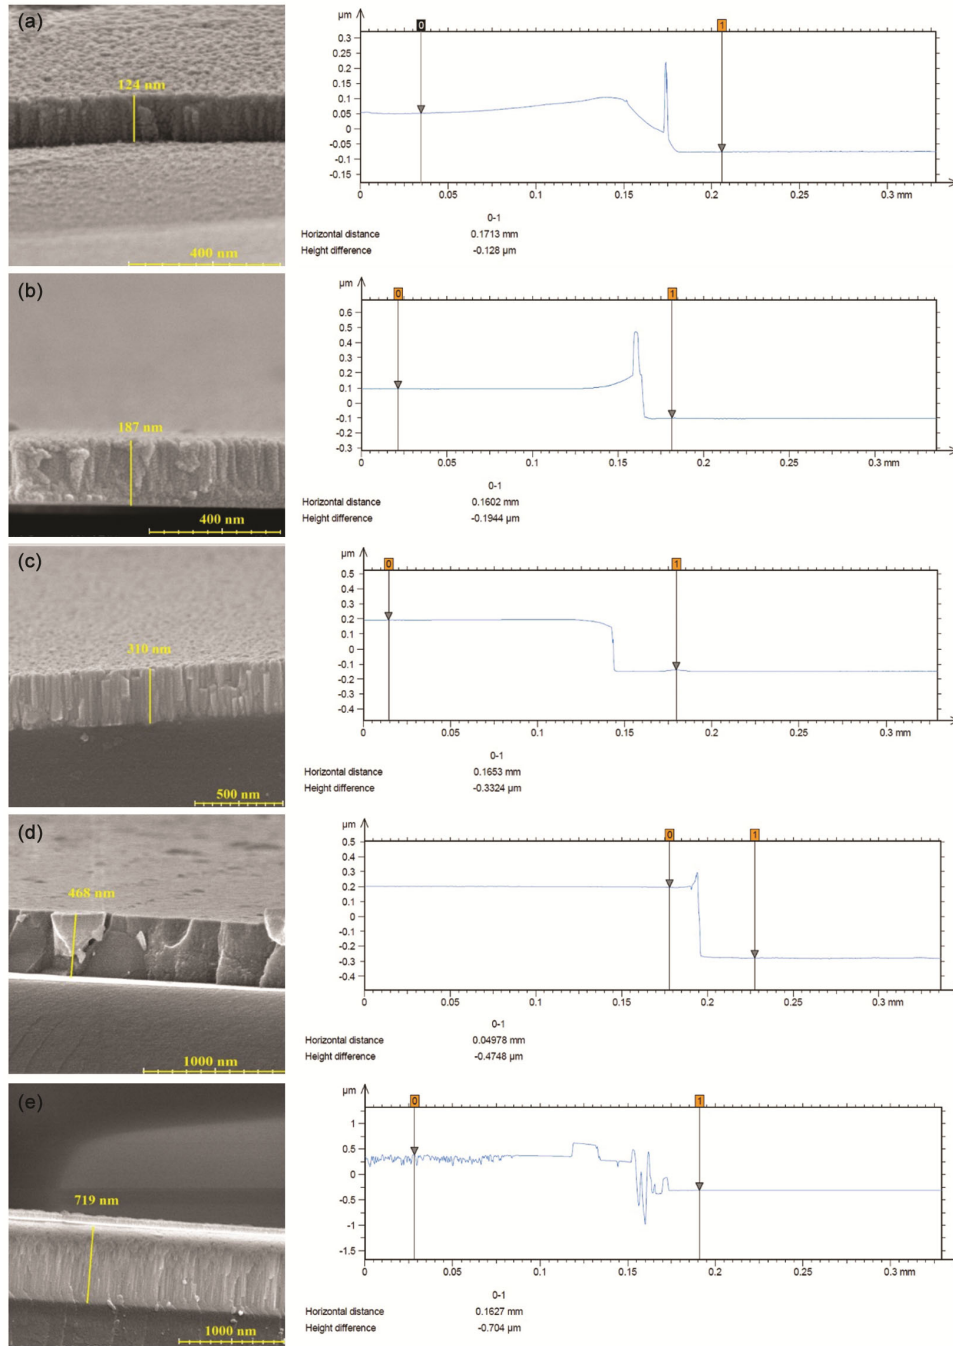 (a)
124 nm
400 nm
µm
0 1
0.3
0.25
0.2
0.15
0.1
0.05
0
-0.05
-0.1
-0.15
0 0.05 0.1 0.15 0.2 0.25 0.3 mm
0-1
Horizontal distance 0.1713 mm
Height difference -0.128 µm
(b)
187 nm
400 nm
µm
0 1
0.6
0.5
0.4
0.3
0.2
0.1
0
-0.1
-0.2
-0.3
0 0.05 0.1 0.15 0.2 0.25 0.3 mm
0-1
Horizontal distance 0.1602 mm
Height difference -0.1944 µm
(c)
310 nm
500 nm
µm
0 1
0.5
0.4
0.3
0.2
0.1
0
-0.1
-0.2
-0.3
-0.4
0 0.05 0.1 0.15 0.2 0.25 0.3 mm
0-1
Horizontal distance 0.1653 mm
Height difference -0.3324 µm
(d)
468 nm
1000 nm
µm
0 1
0.5
0.4
0.3
0.2
0.1
0
-0.1
-0.2
-0.3
-0.4
0 0.05 0.1 0.15 0.2 0.25 0.3 mm
0-1
Horizontal distance 0.04978 mm
Height difference -0.4748 µm
(e)
719 nm
1000 nm
µm
0 1
1
0.5
0
-0.5
-1
-1.5
0 0.05 0.1 0.15 0.2 0.25 0.3 mm
0-1
Horizontal distance 0.1627 mm
Height difference -0.704 µm